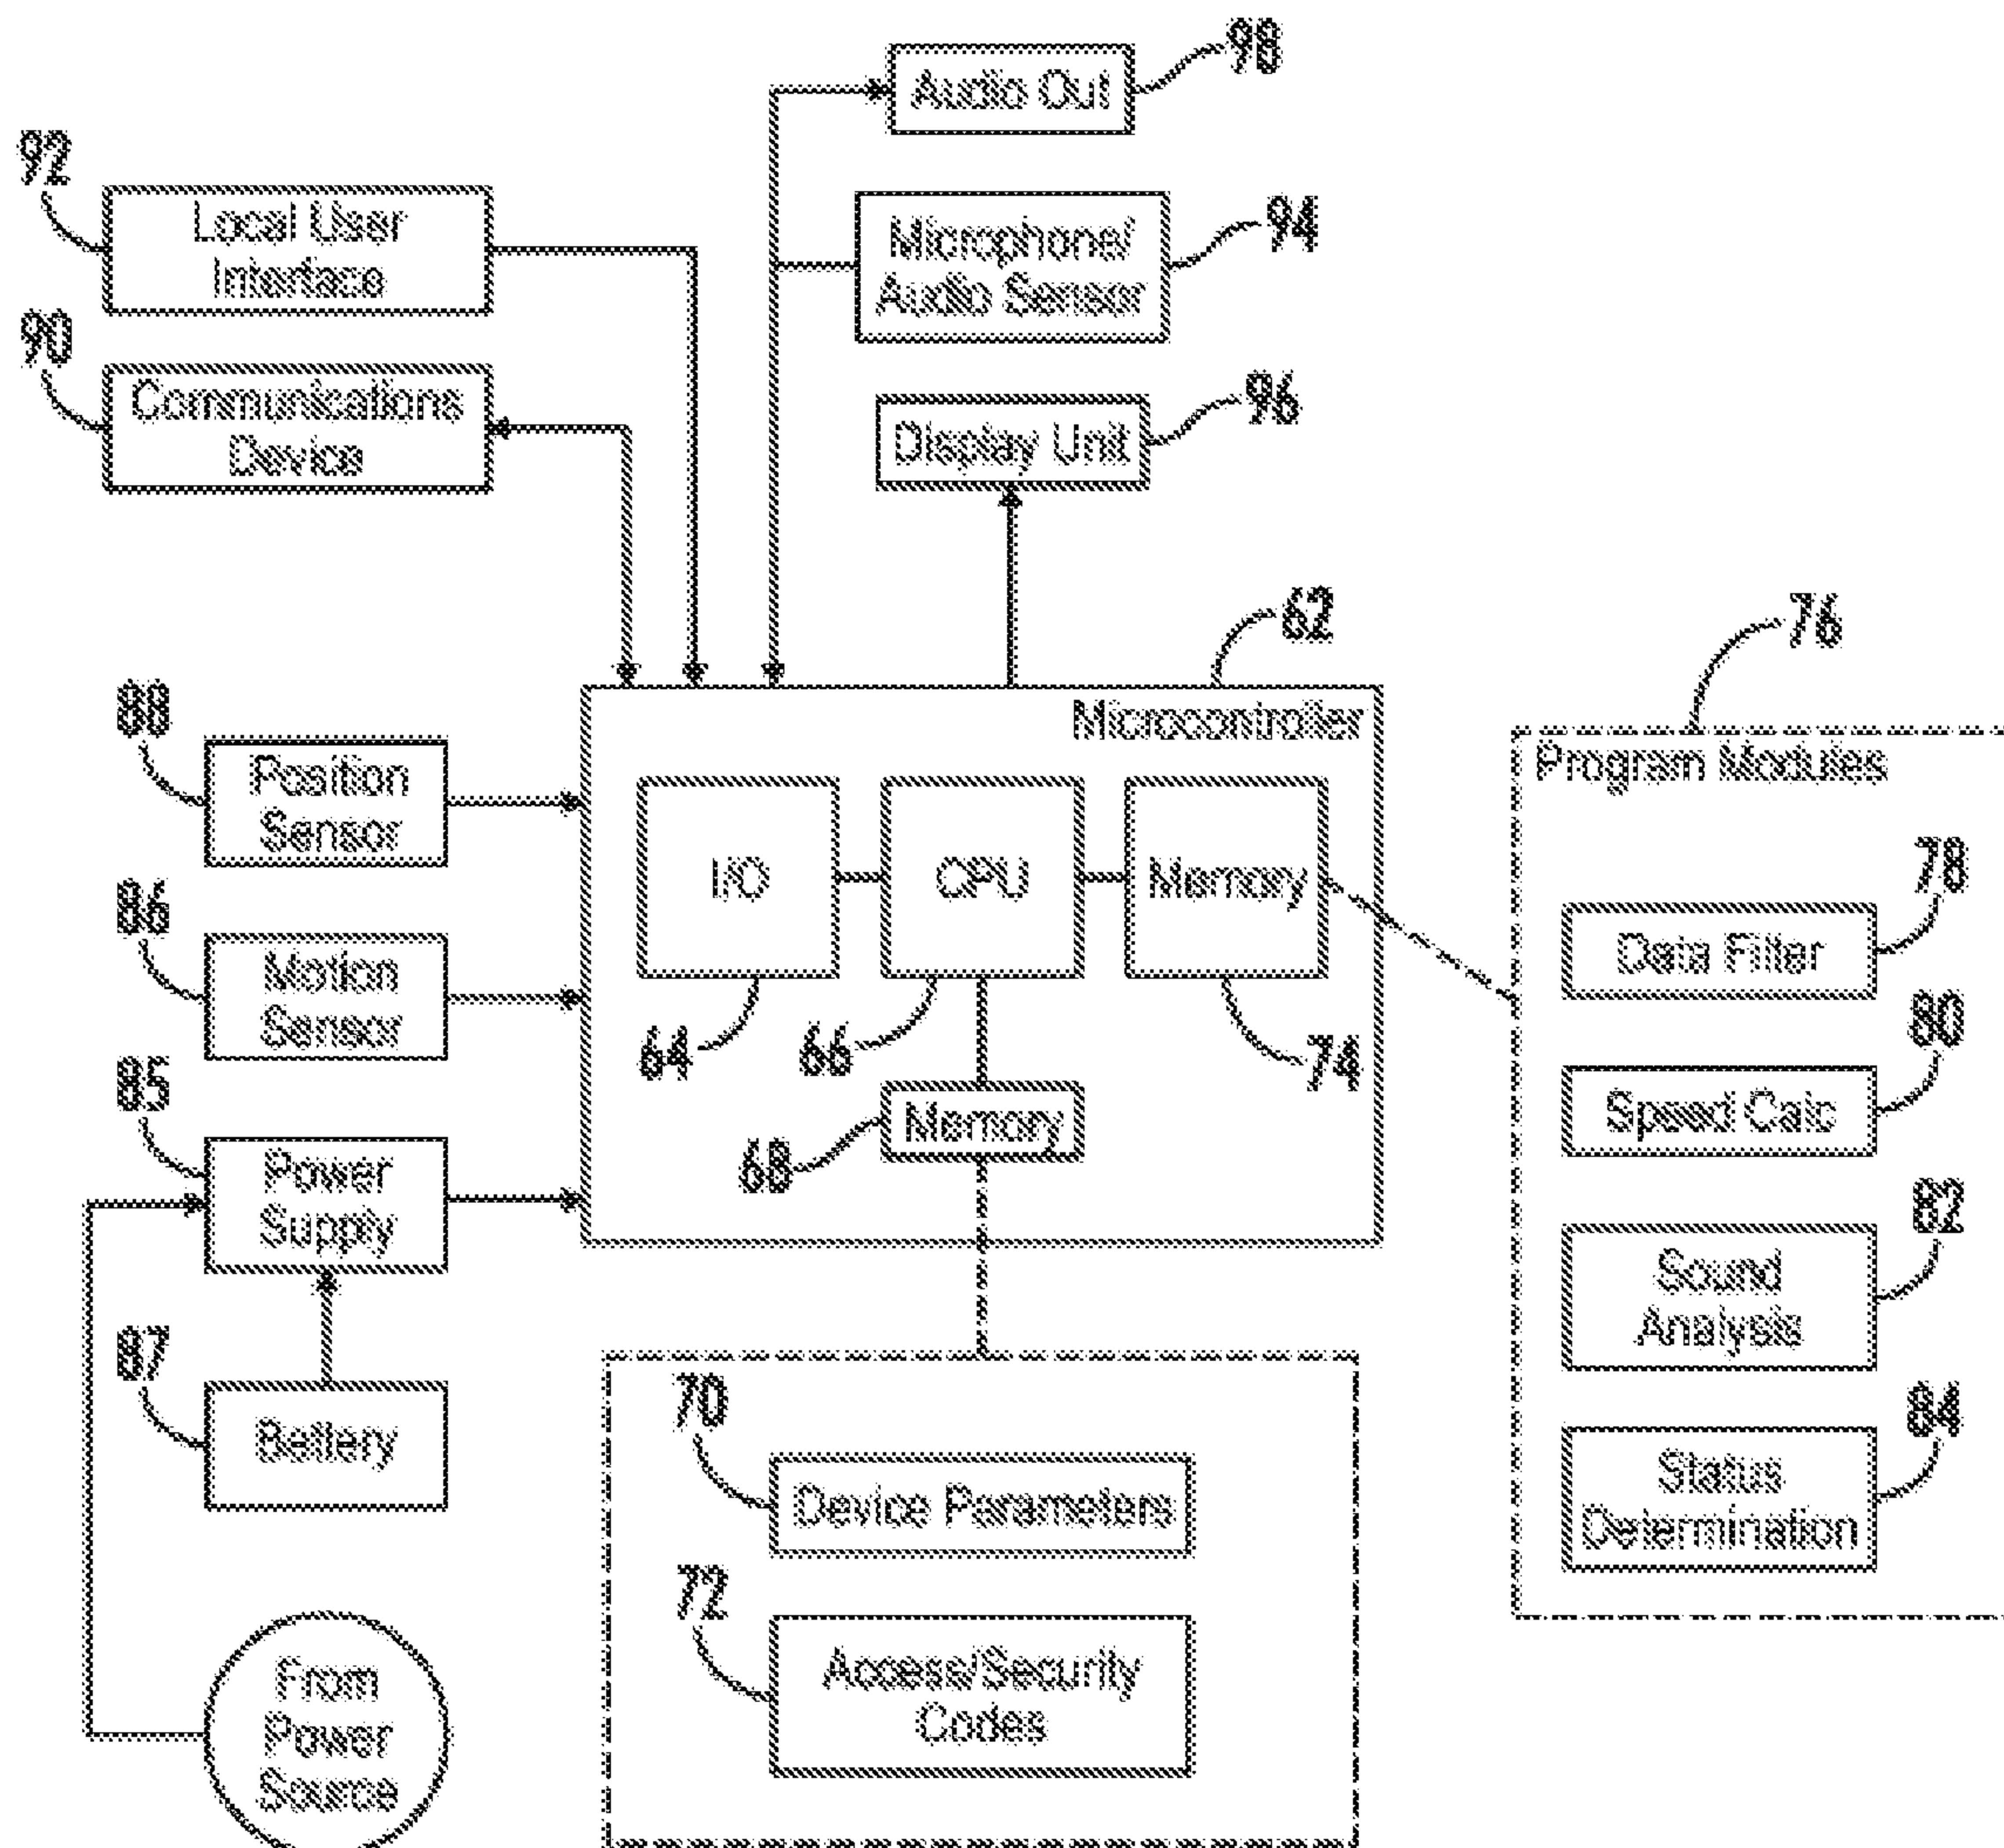 98
Audio Out
92
Local User
Interface
94
Microphone/
Audio Sensor
90
Communications
Device
96
Display Unit
62
76
Microcontroller
Program Modules
88
Position
Sensor
I/O
CPU
Memory
78
Data Filter
86
Motion
Sensor
64
66
74
80
Speed Calc
85
Power
Supply
Memory
68
82
Sound
Analysis
87
Battery
70
Device Parameters
84
Status
Determination
72
Access/Security
Codes
From
Power
Source